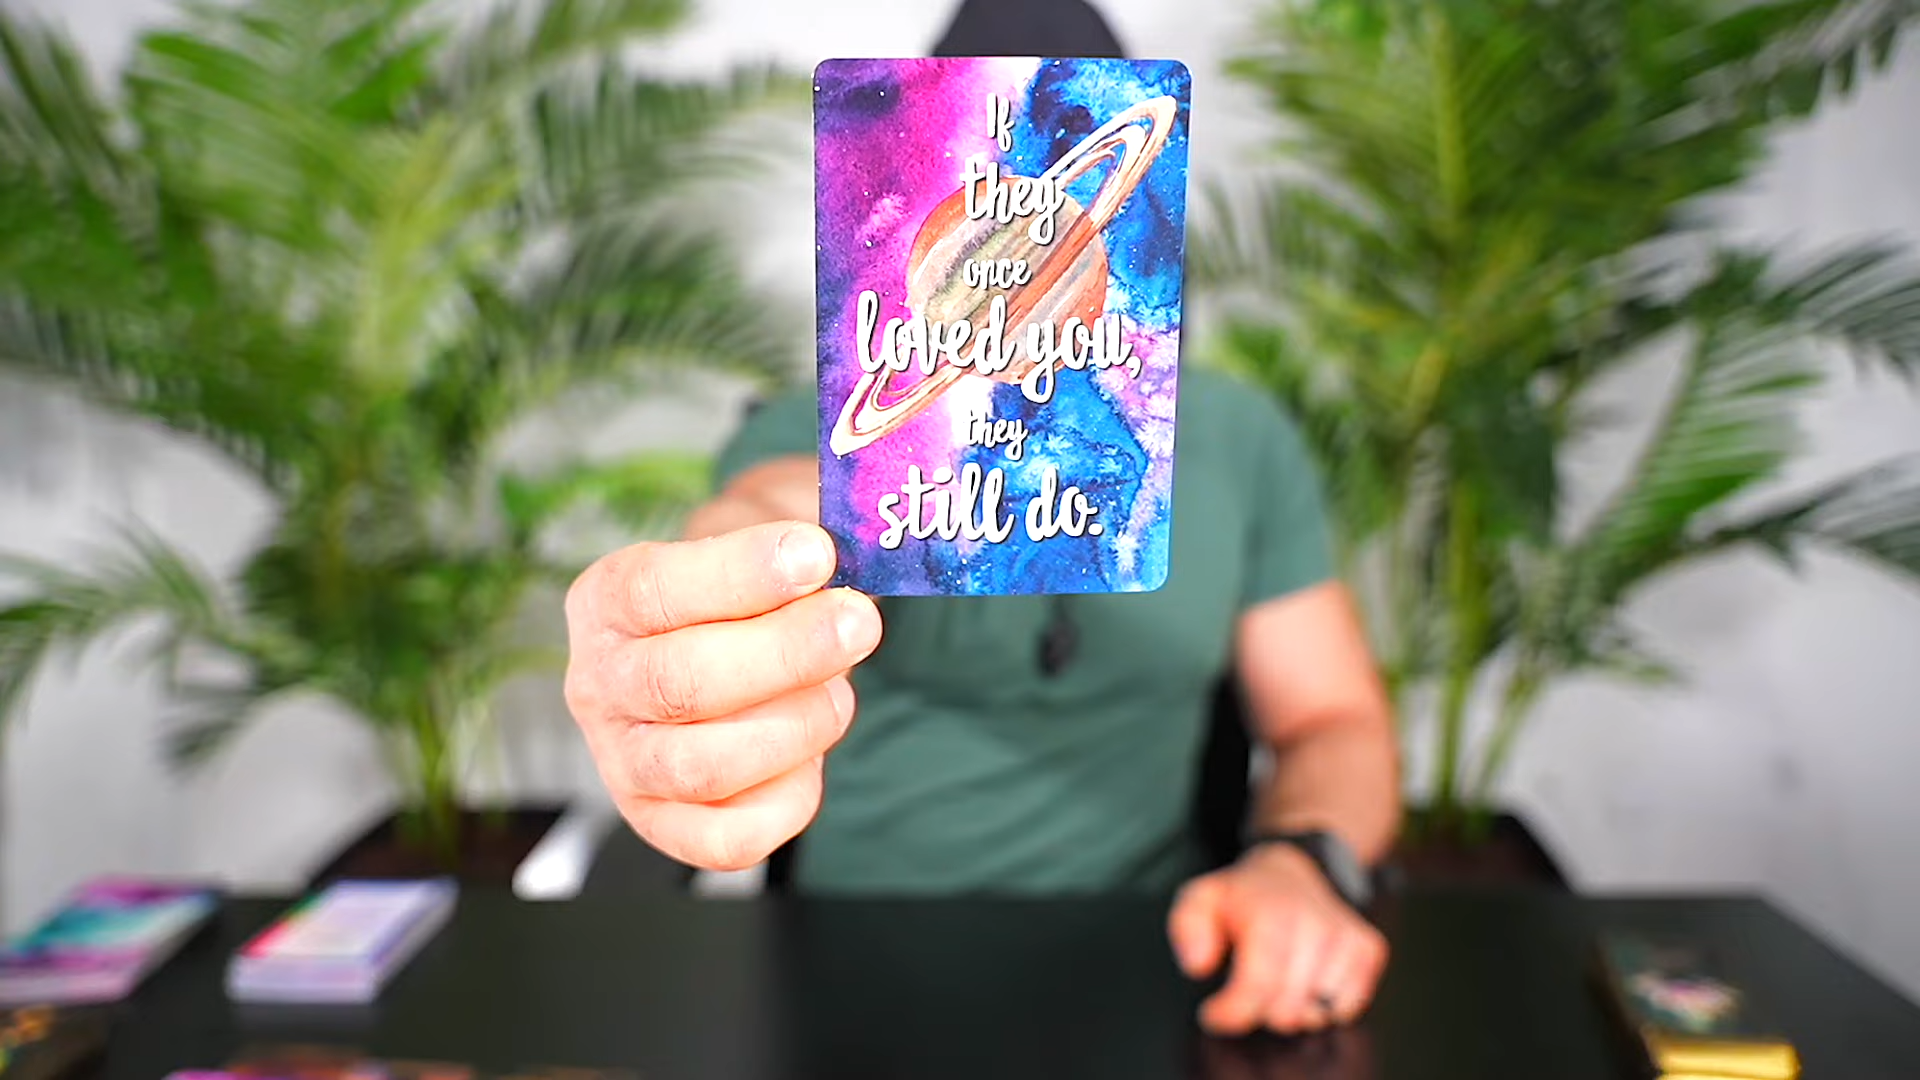 If
they
once
loved you,
they
still do.